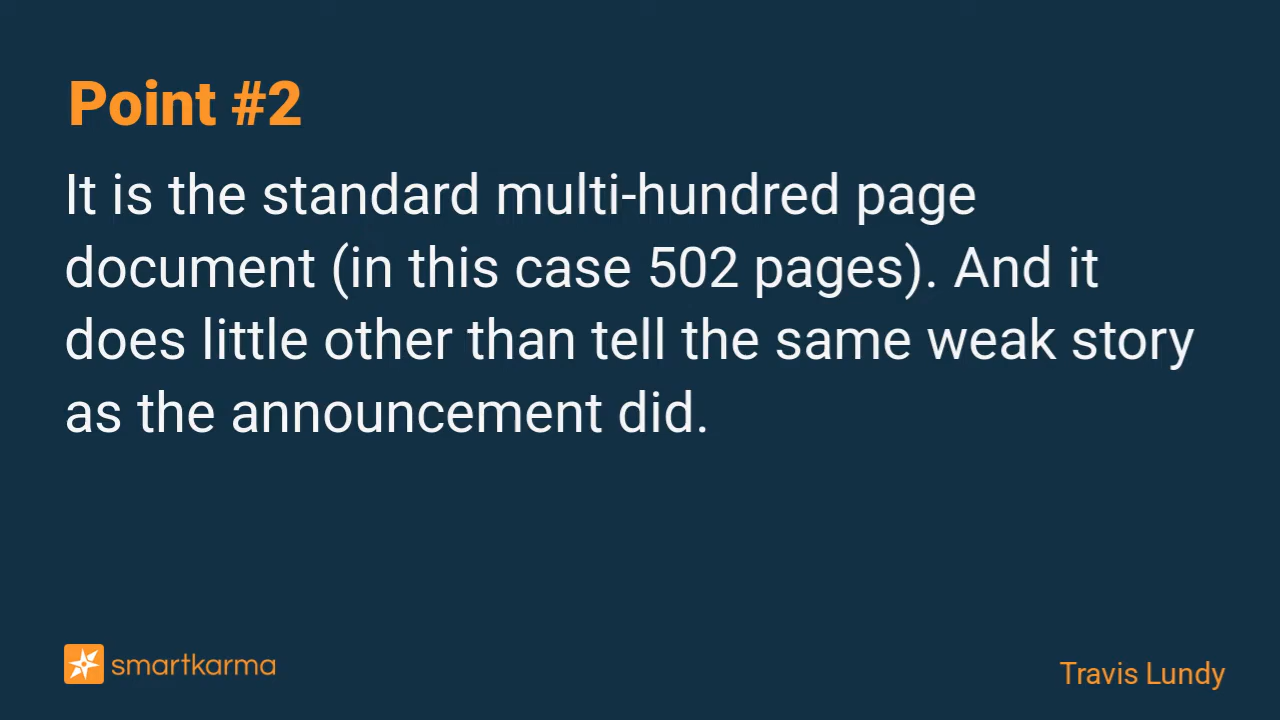 Point #2
It is the standard multi-hundred page
document (in this case 502 pages). And it
does little other than tell the same weak story
as the announcement did.
smartkarma
Travis Lundy